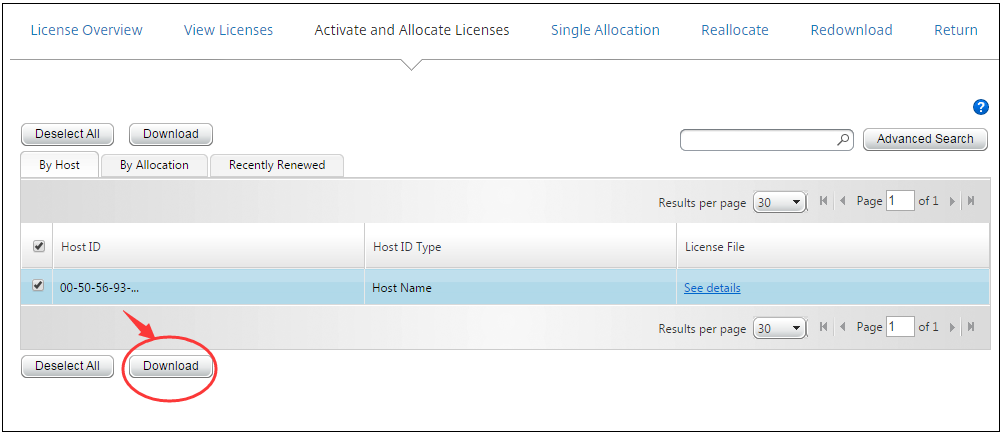 License Overview View Licenses Activate and Allocate Licenses Single Allocation Reallocate Redownload Return
?
Deselect All Download Advanced Search
By Host By Allocation Recently Renewed
Results per page 30 Page 1 of 1
Host ID Host ID Type License File
00-50-56-93-... Host Name See details
Results per page 30 Page 1 of 1
Deselect All Download